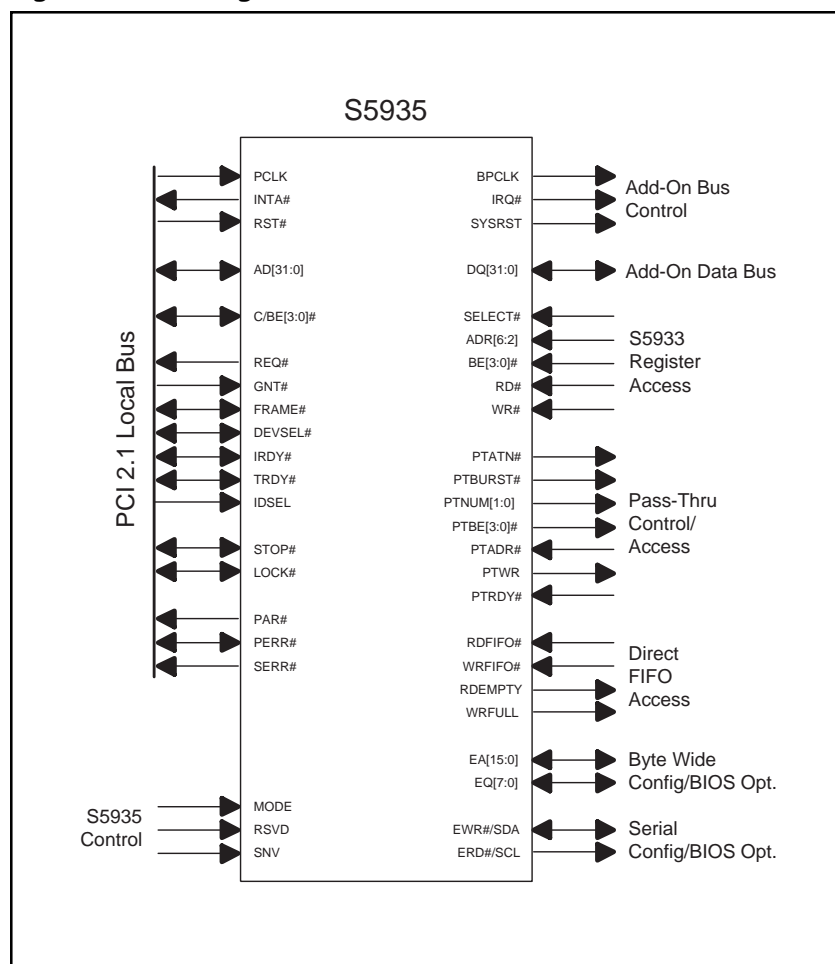 S5935
PCI 2.1 Local Bus
PCLK
INTA#
RST#
AD[31:0]
C/BE[3:0]#
REQ#
GNT#
FRAME#
DEVSEL#
IRDY#
TRDY#
IDSEL
STOP#
LOCK#
PAR#
PERR#
SERR#
S5935
Control
MODE
RSVD
SNV
BPCLK
IRQ#
SYSRST
Add-On Bus
Control
DQ[31:0]
Add-On Data Bus
SELECT#
ADR[6:2]
BE[3:0]#
RD#
WR#
S5933
Register
Access
PTATN#
PTBURST#
PTNUM[1:0]
PTBE[3:0]#
PTADR#
PTWR
PTRDY#
Pass-Thru
Control/
Access
RDFIFO#
WRFIFO#
RDEMPTY
WRFULL
Direct
FIFO
Access
EA[15:0]
EQ[7:0]
Byte Wide
Config/BIOS Opt.
EWR#/SDA
ERD#/SCL
Serial
Config/BIOS Opt.